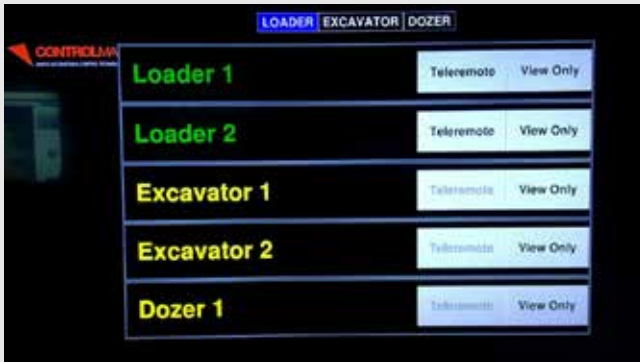 LOADER EXCAVATOR DOZER
Loader 1 Teleremote View Only
Loader 2 Teleremote View Only
Excavator 1 Teleremote View Only
Excavator 2 Teleremote View Only
Dozer 1 Teleremote View Only